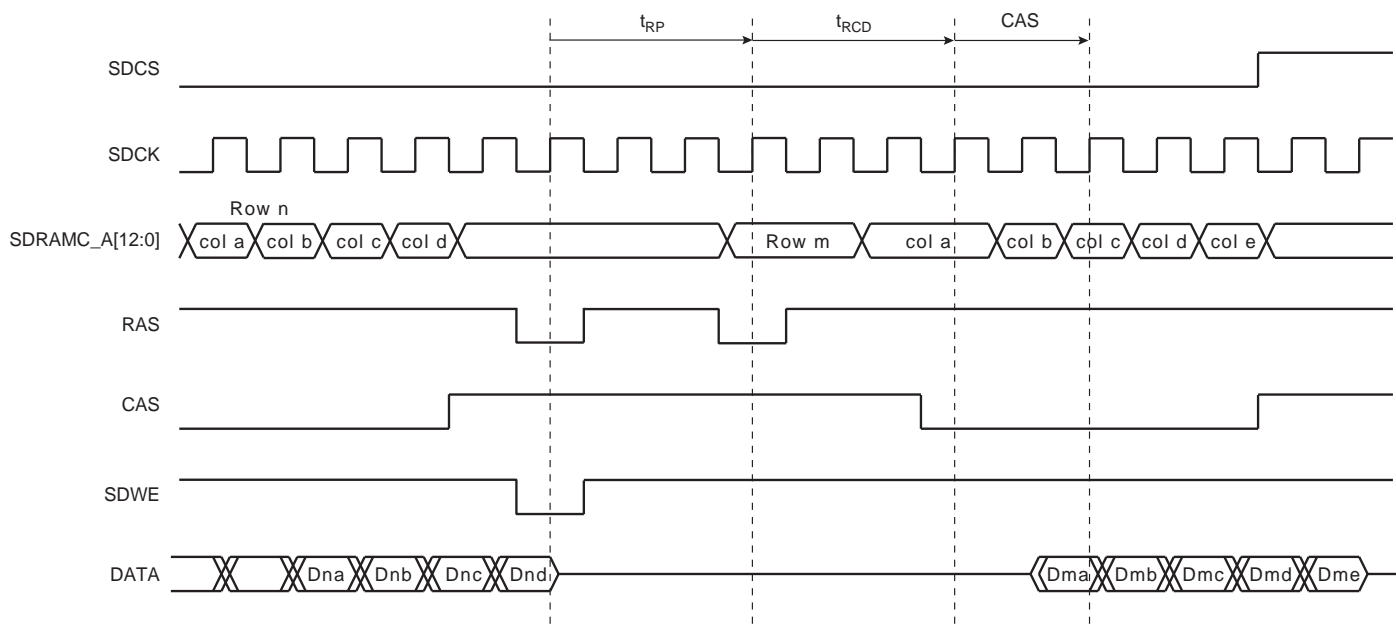 tRP tRCD CAS
SDCS
SDCK
Row n
SDRAMC_A[12:0] col a col b col c col d Row m col a col b col c col d col e
RAS
CAS
SDWE
DATA Dna Dnb Dnc Dnd Dma Dmb Dmc Dmd Dme